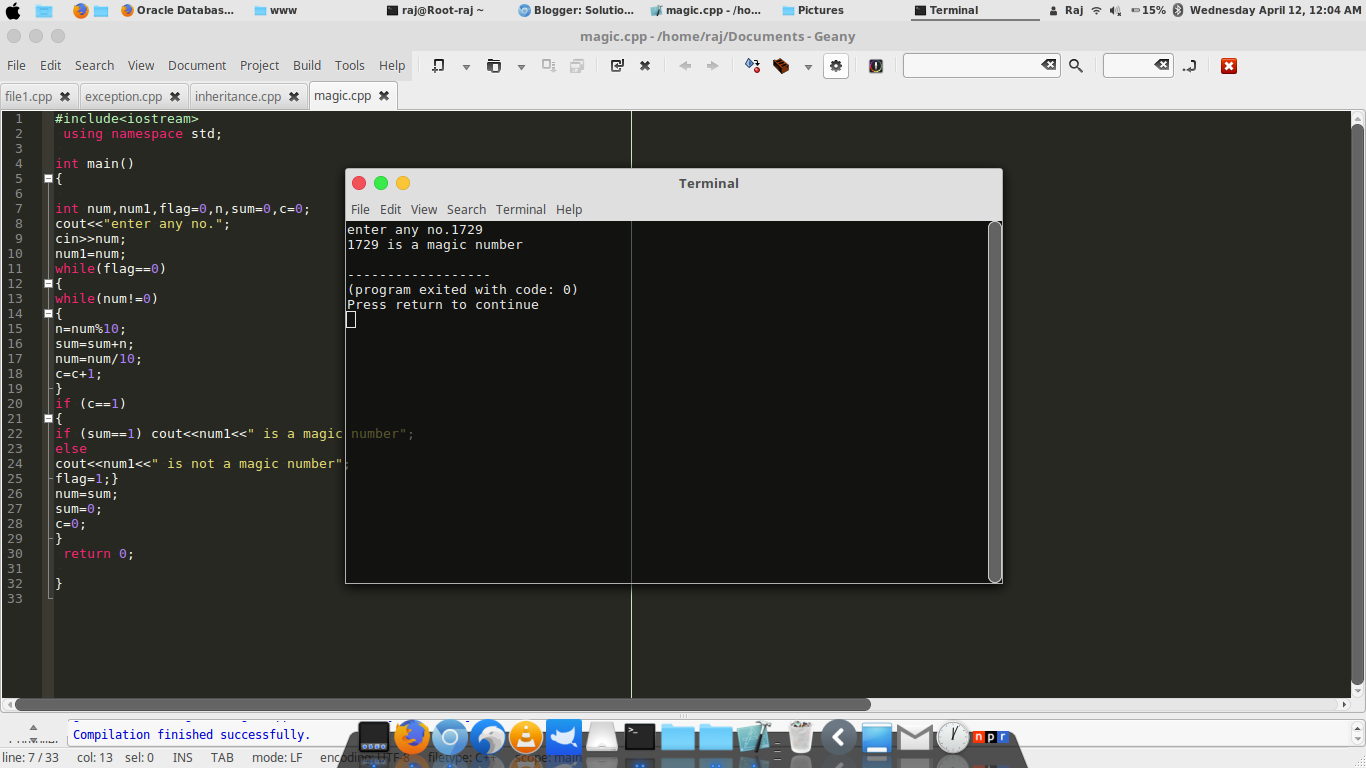 Oracle Databas... www raj@Root-raj ~ Blogger: Solutio... magic.cpp - /ho... Pictures Terminal Raj 15% Wednesday April 12, 12:04 AM
magic.cpp - /home/raj/Documents - Geany
File Edit Search View Document Project Build Tools Help
file1.cpp exception.cpp inheritance.cpp magic.cpp
1 #include<iostream>
2 using namespace std;
3
4 int main()
5 {
6
7 int num,num1,flag=0,n,sum=0,c=0;
8 cout<<"enter any no.";
9 cin>>num;
10 num1=num;
11 while(flag==0)
12 {
13 while(num!=0)
14 {
15 n=num%10;
16 sum=sum+n;
17 num=num/10;
18 c=c+1;
19 }
20 if (c==1)
21 {
22 if (sum==1) cout<<num1<<" is a magic number";
23 else
24 cout<<num1<<" is not a magic number";
25 flag=1;}
26 num=sum;
27 sum=0;
28 c=0;
29 }
30 return 0;
31
32 }
33
Terminal
File Edit View Search Terminal Help
enter any no.1729
1729 is a magic number
------------------
(program exited with code: 0)
Press return to continue
Compilation finished successfully.
line: 7 / 33 col: 13 sel: 0 INS TAB mode: LF encoding: UTF-8 filetype: C++ scope: main
npr